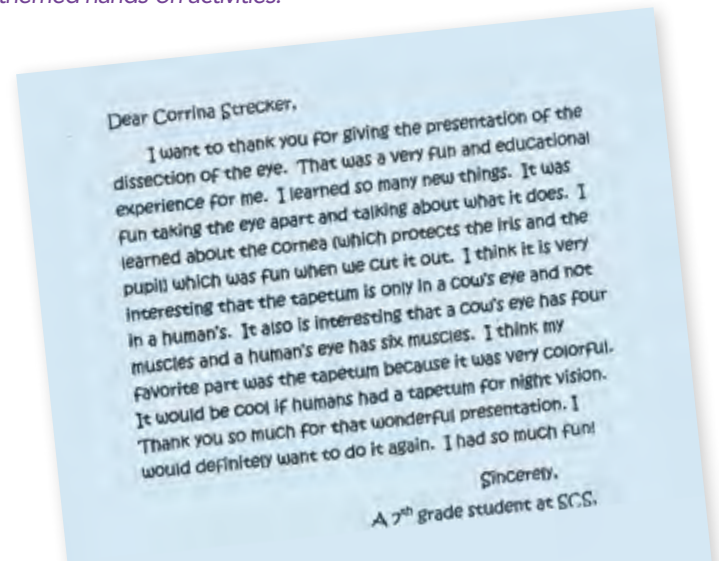 themed hands-on activities.
Dear Corrina Strecker,
I want to thank you for giving the presentation of the
dissection of the eye. That was a very fun and educational
experience for me. I learned so many new things. It was
fun taking the eye apart and talking about what it does. I
learned about the cornea (which protects the iris and the
pupil) which was fun when we cut it out. I think it is very
interesting that the tapetum is only in a cow's eye and not
in a human's. It also is interesting that a cow's eye has four
muscles and a human's eye has six muscles. I think my
favorite part was the tapetum because it was very colorful.
It would be cool if humans had a tapetum for night vision.
Thank you so much for that wonderful presentation. I
would definitely want to do it again. I had so much fun!
Sincerely,
A 7th grade student at SCS.